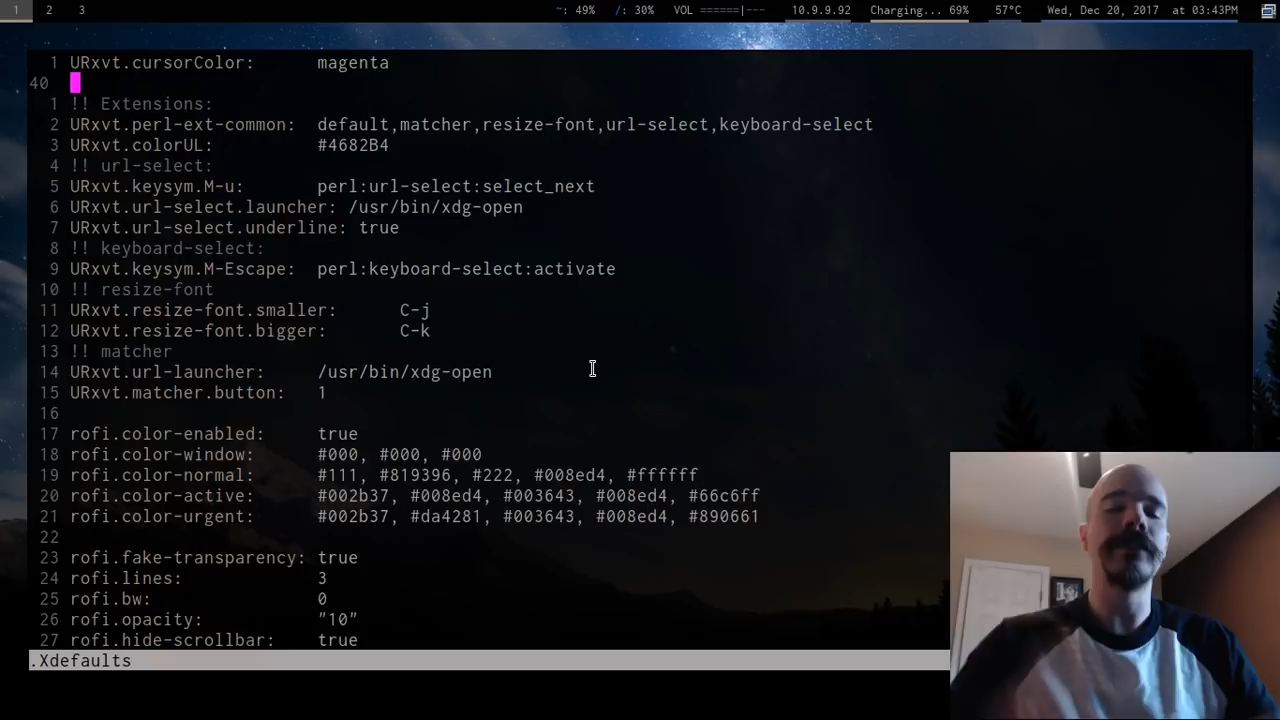 1 2 3 ~: 49% /: 30% VOL ======|--- 10.9.9.92 Charging... 69% 57°C Wed, Dec 20, 2017 at 03:43PM
1 URxvt.cursorColor: magenta
40
1 !! Extensions:
2 URxvt.perl-ext-common: default,matcher,resize-font,url-select,keyboard-select
3 URxvt.colorUL: #4682B4
4 !! url-select:
5 URxvt.keysym.M-u: perl:url-select:select_next
6 URxvt.url-select.launcher: /usr/bin/xdg-open
7 URxvt.url-select.underline: true
8 !! keyboard-select:
9 URxvt.keysym.M-Escape: perl:keyboard-select:activate
10 !! resize-font
11 URxvt.resize-font.smaller: C-j
12 URxvt.resize-font.bigger: C-k
13 !! matcher
14 URxvt.url-launcher: /usr/bin/xdg-open
15 URxvt.matcher.button: 1
16
17 rofi.color-enabled: true
18 rofi.color-window: #000, #000, #000
19 rofi.color-normal: #111, #819396, #222, #008ed4, #ffffff
20 rofi.color-active: #002b37, #008ed4, #003643, #008ed4, #66c6ff
21 rofi.color-urgent: #002b37, #da4281, #003643, #008ed4, #890661
22
23 rofi.fake-transparency: true
24 rofi.lines: 3
25 rofi.bw: 0
26 rofi.opacity: "10"
27 rofi.hide-scrollbar: true
.Xdefaults